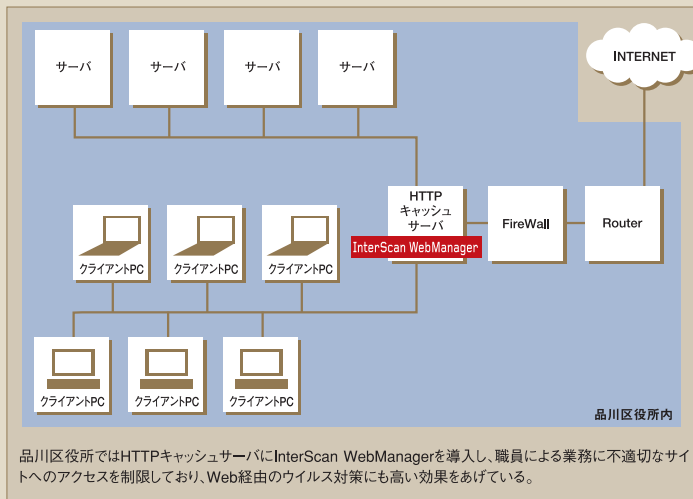 サーバ
サーバ
サーバ
サーバ
INTERNET
HTTP
キャッシュ
サーバ
InterScan WebManager
FireWall
Router
クライアントPC
クライアントPC
クライアントPC
クライアントPC
クライアントPC
クライアントPC
品川区役所内
品川区役所ではHTTPキャッシュサーバにInterScan WebManagerを導入し、職員による業務に不適切なサイ
トへのアクセスを制限しており、Web経由のウイルス対策にも高い効果をあげている。